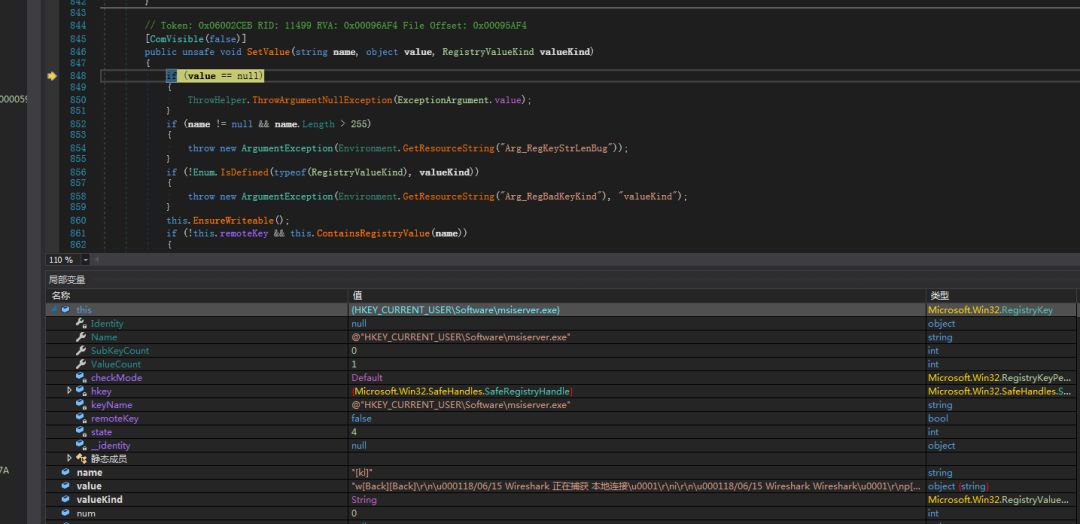 842 }
843
844 // Token: 0x06002CEB RID: 11499 RVA: 0x00096AF4 File Offset: 0x00095AF4
845 [ComVisible(false)]
846 public unsafe void SetValue(string name, object value, RegistryValueKind valueKind)
847 {
848 if (value == null)
849 {
850 ThrowHelper.ThrowArgumentNullException(ExceptionArgument.value);
851 }
852 if (name != null && name.Length > 255)
853 {
854 throw new ArgumentException(Environment.GetResourceString("Arg_RegKeyStrLenBug"));
855 }
856 if (!Enum.IsDefined(typeof(RegistryValueKind), valueKind))
857 {
858 throw new ArgumentException(Environment.GetResourceString("Arg_RegBadKeyKind"), "valueKind");
859 }
860 this.EnsureWriteable();
861 if (!this.remoteKey && this.ContainsRegistryValue(name))
862 {
000059
110 %
局部变量
名称 值 类型
this {HKEY_CURRENT_USER\Software\msiserver.exe} Microsoft.Win32.RegistryKey
Identity null object
Name @"HKEY_CURRENT_USER\Software\msiserver.exe" string
SubKeyCount 0 int
ValueCount 1 int
checkMode Default Microsoft.Win32.RegistryKeyPe...
hkey {Microsoft.Win32.SafeHandles.SafeRegistryHandle} Microsoft.Win32.SafeHandles.S...
keyName @"HKEY_CURRENT_USER\Software\msiserver.exe" string
remoteKey false bool
state 4 int
__identity null object
静态成员
7A
name "[kl]" string
value "w[Back][Back]\r\n\u000118/06/15 Wireshark 正在捕获 本地连接\u0001\r\ni\r\n\u000118/06/15 Wireshark Wireshark\u0001\r\np[... object {string}
valueKind String Microsoft.Win32.RegistryValue...
num 0 int